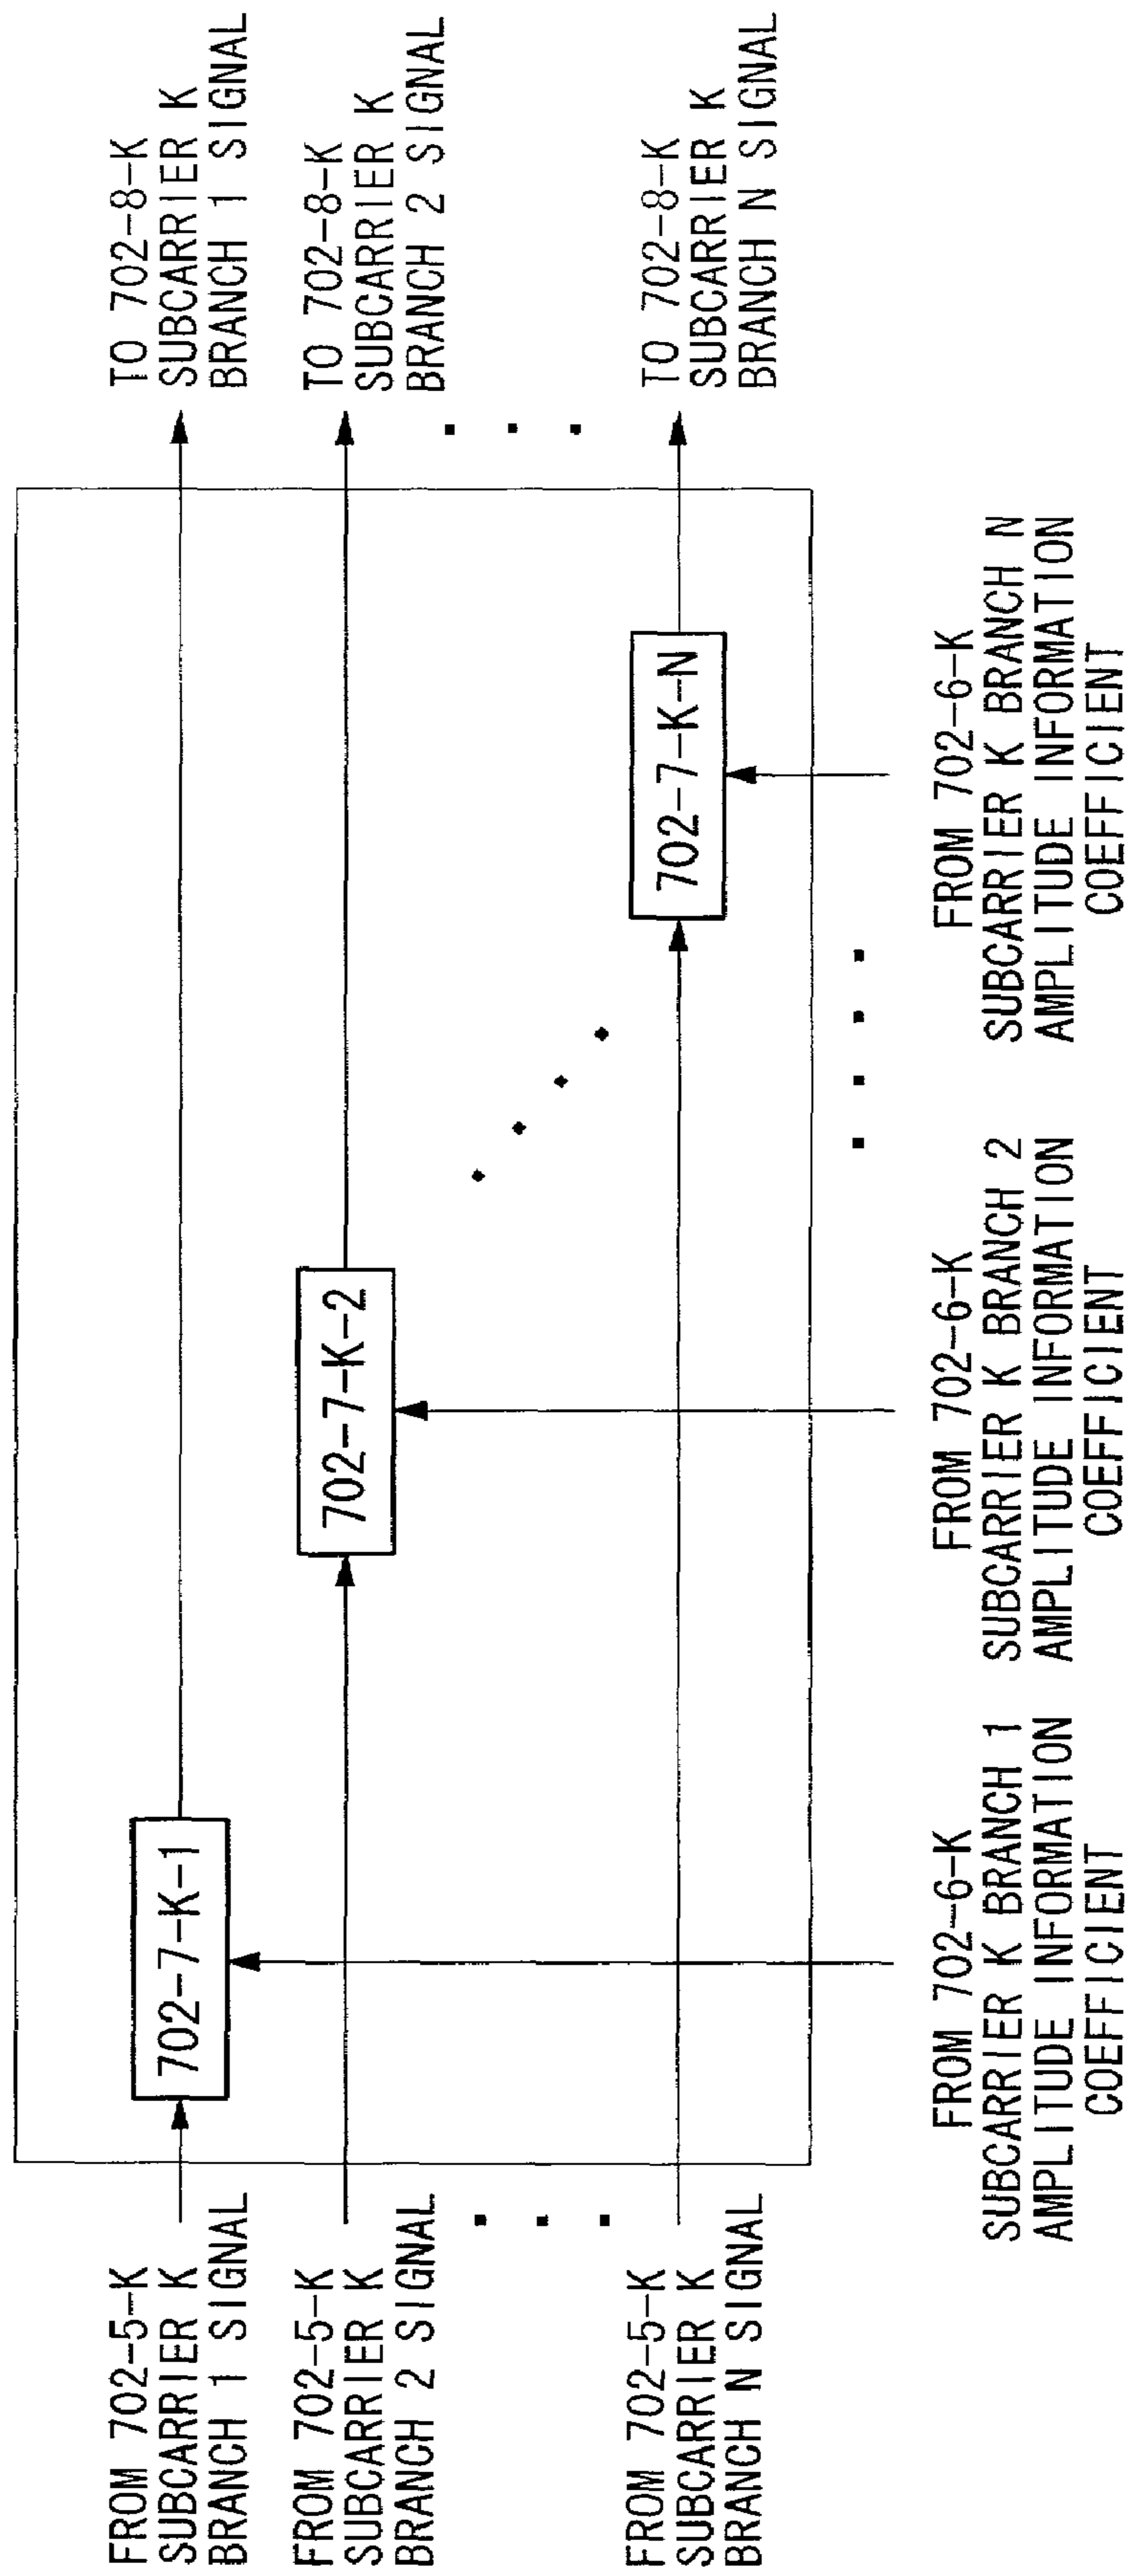 FROM 702-5-K
SUBCARRIER K
BRANCH 1 SIGNAL
FROM 702-5-K
SUBCARRIER K
BRANCH 2 SIGNAL
FROM 702-5-K
SUBCARRIER K
BRANCH N SIGNAL
702-7-K-1
702-7-K-2
702-7-K-N
TO 702-8-K
SUBCARRIER K
BRANCH 1 SIGNAL
TO 702-8-K
SUBCARRIER K
BRANCH 2 SIGNAL
TO 702-8-K
SUBCARRIER K
BRANCH N SIGNAL
FROM 702-6-K
SUBCARRIER K BRANCH 1
AMPLITUDE INFORMATION
COEFFICIENT
FROM 702-6-K
SUBCARRIER K BRANCH 2
AMPLITUDE INFORMATION
COEFFICIENT
FROM 702-6-K
SUBCARRIER K BRANCH N
AMPLITUDE INFORMATION
COEFFICIENT